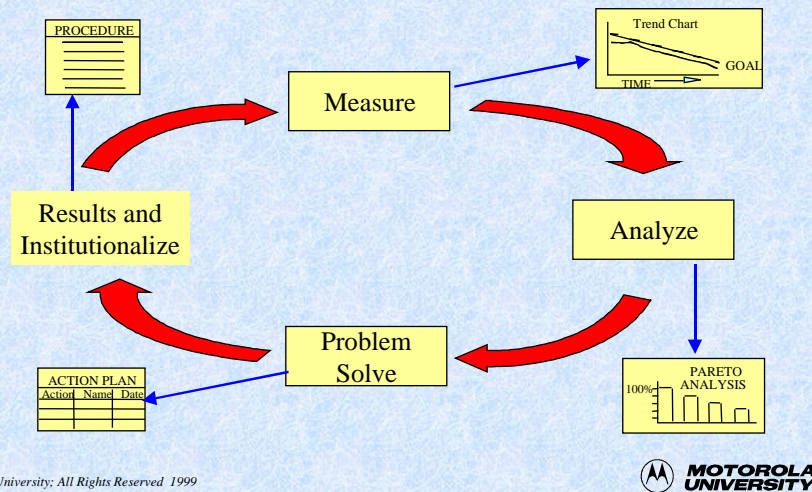 PROCEDURE
Trend Chart
GOAL
TIME
Measure
Results and
Institutionalize
Analyze
Problem
Solve
ACTION PLAN
Action Name Date
PARETO
ANALYSIS
100%
University; All Rights Reserved 1999
MOTOROLA
UNIVERSITY